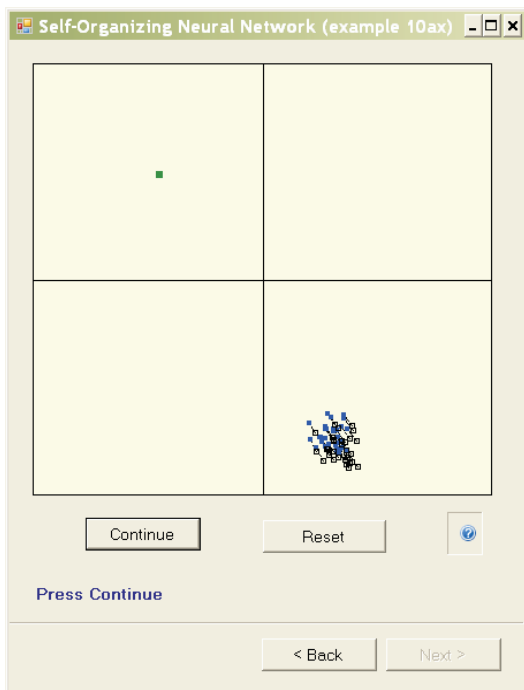 Self-Organizing Neural Network (example 10ax)
Continue
Reset
Press Continue
< Back
Next >